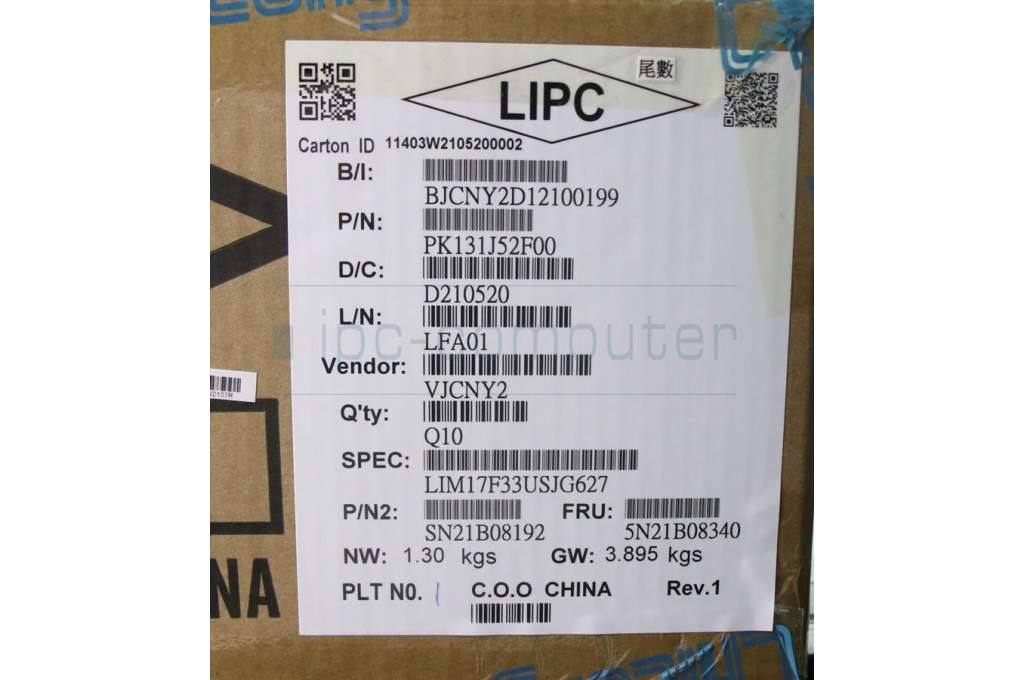 尾數
LIPC
Carton ID 11403W2105200002
B/I:
BJCNY2D12100199
P/N:
PK131J52F00
D/C:
D210520
L/N:
LFA01
ipc-computer
Vendor:
VJCNY2
Q'ty:
Q10
SPEC:
LIM17F33USJG627
P/N2: FRU:
SN21B08192 5N21B08340
NW: 1.30 kgs GW: 3.895 kgs
PLT N0. 1 C.O.O CHINA Rev.1
NA